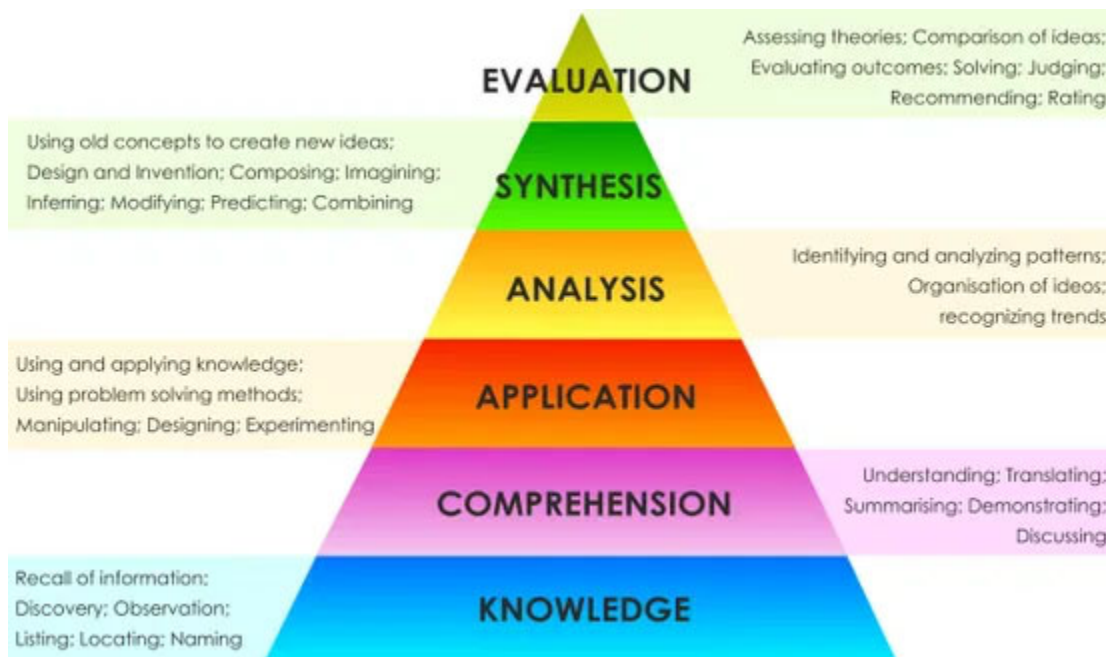 Assessing theories; Comparison of ideas;
Evaluating outcomes; Solving; Judging;
Recommending; Rating
EVALUATION
Using old concepts to create new ideas;
Design and Invention; Composing; Imagining;
Inferring; Modifying; Predicting; Combining
SYNTHESIS
Identifying and analyzing patterns;
Organisation of ideos;
recognizing trends
ANALYSIS
Using and applying knowledge;
Using problem solving methods;
Manipulating; Designing; Experimenting
APPLICATION
Understanding; Translating;
Summarising; Demonstrating;
Discussing
COMPREHENSION
Recall of information;
Discovery; Observation;
Listing; Locating; Naming
KNOWLEDGE